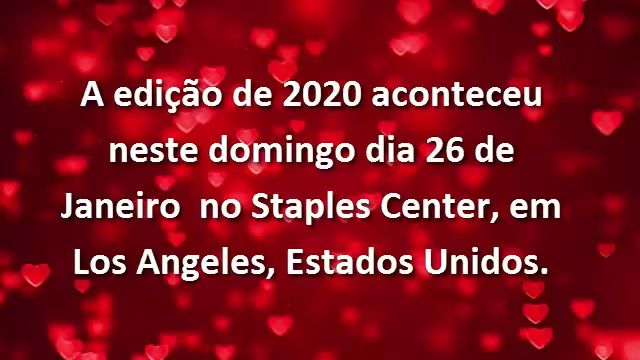 A edição de 2020 aconteceu
neste domingo dia 26 de
Janeiro  no Staples Center, em
Los Angeles, Estados Unidos.